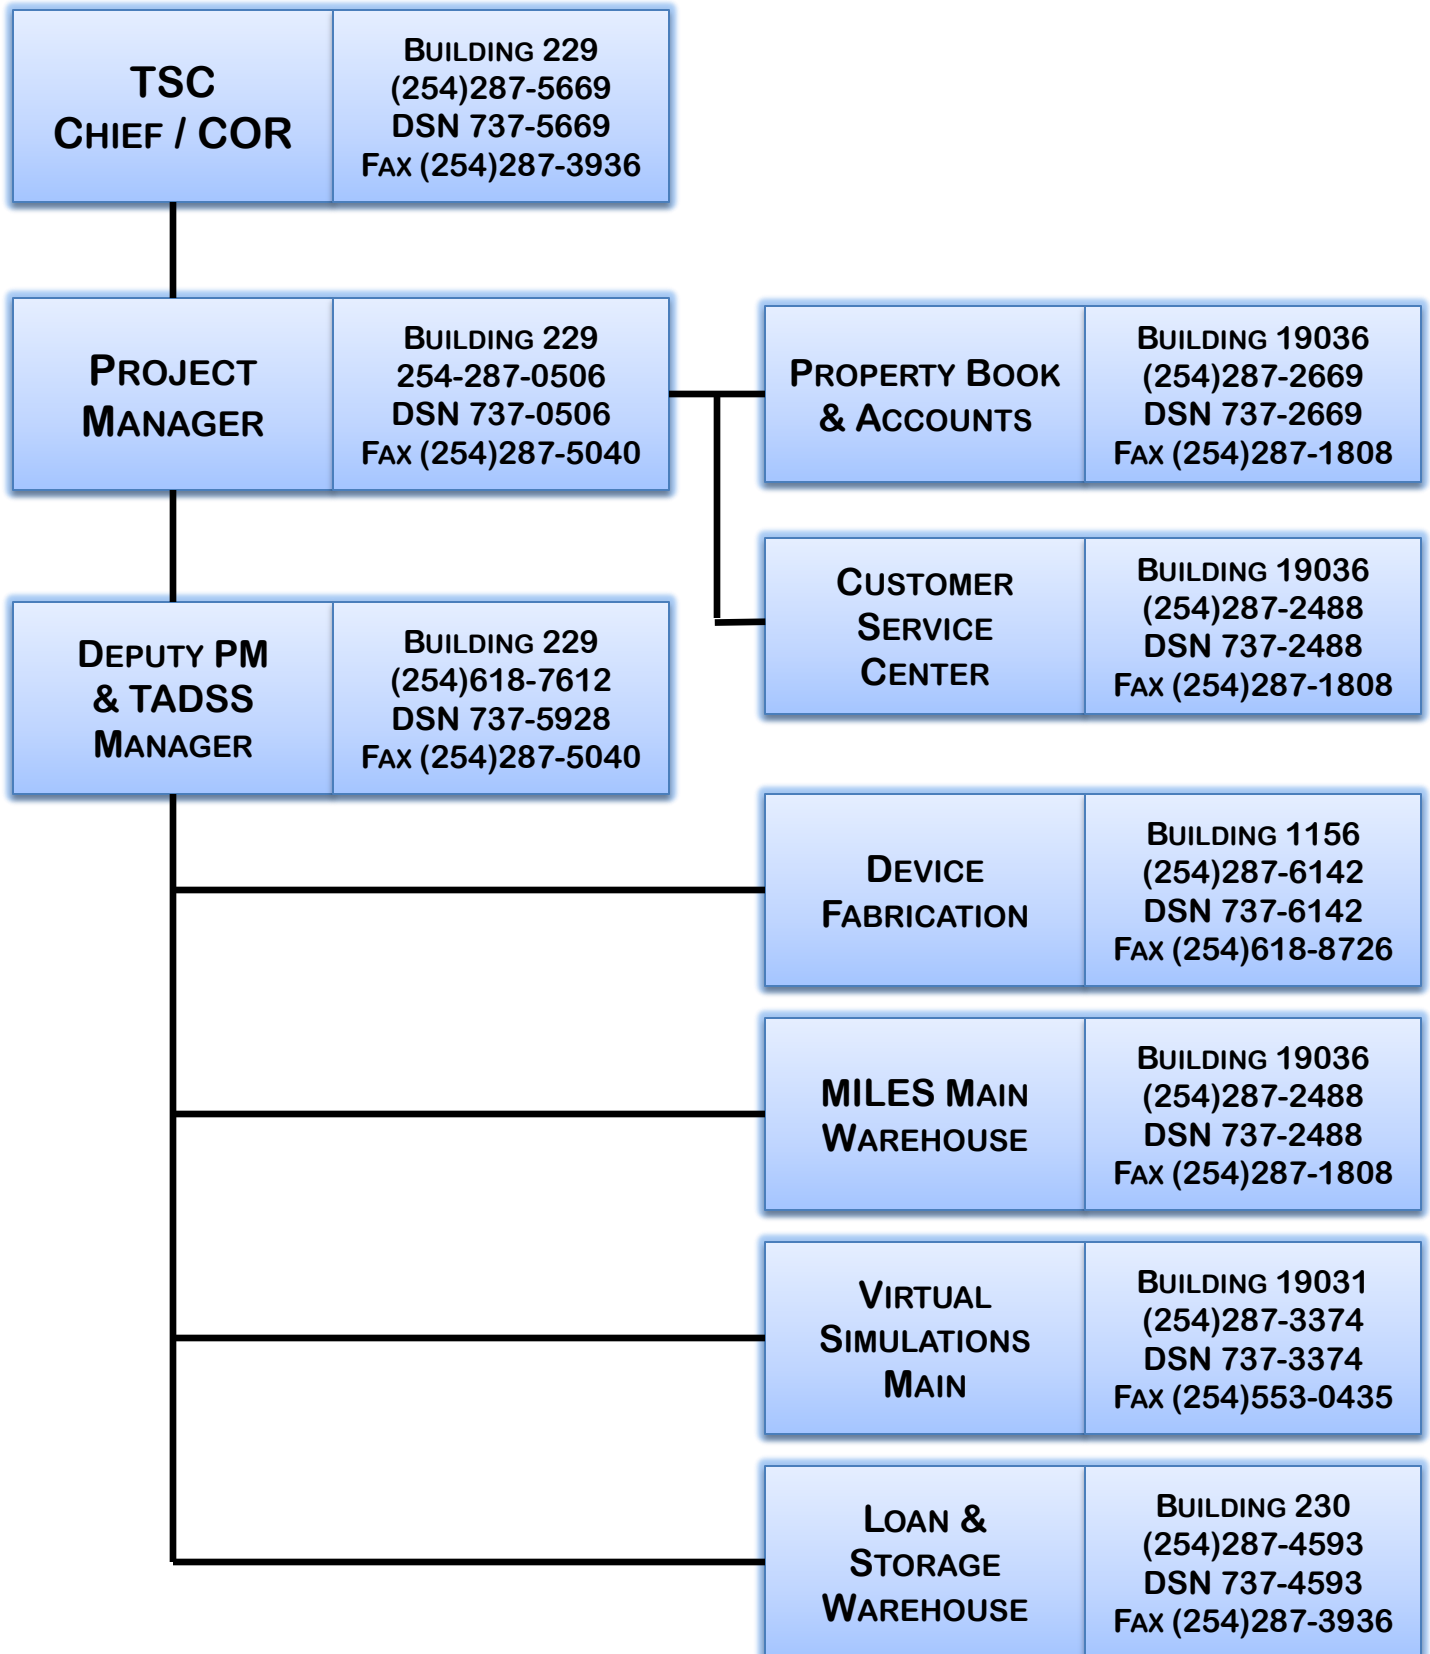 TSC
Chief / COR
Building 229
(254)287-5669
DSN 737-5669
Fax (254)287-3936
Project
Manager
Building 229
254-287-0506
DSN 737-0506
Fax (254)287-5040
Property Book
& Accounts
Building 19036
(254)287-2669
DSN 737-2669
Fax (254)287-1808
Customer
Service
Center
Building 19036
(254)287-2488
DSN 737-2488
Fax (254)287-1808
Deputy PM
& TADSS
Manager
Building 229
(254)618-7612
DSN 737-5928
Fax (254)287-5040
Device
Fabrication
Building 1156
(254)287-6142
DSN 737-6142
Fax (254)618-8726
MILES Main
Warehouse
Building 19036
(254)287-2488
DSN 737-2488
Fax (254)287-1808
Virtual
Simulations
Main
Building 19031
(254)287-3374
DSN 737-3374
Fax (254)553-0435
Loan &
Storage
Warehouse
Building 230
(254)287-4593
DSN 737-4593
Fax (254)287-3936